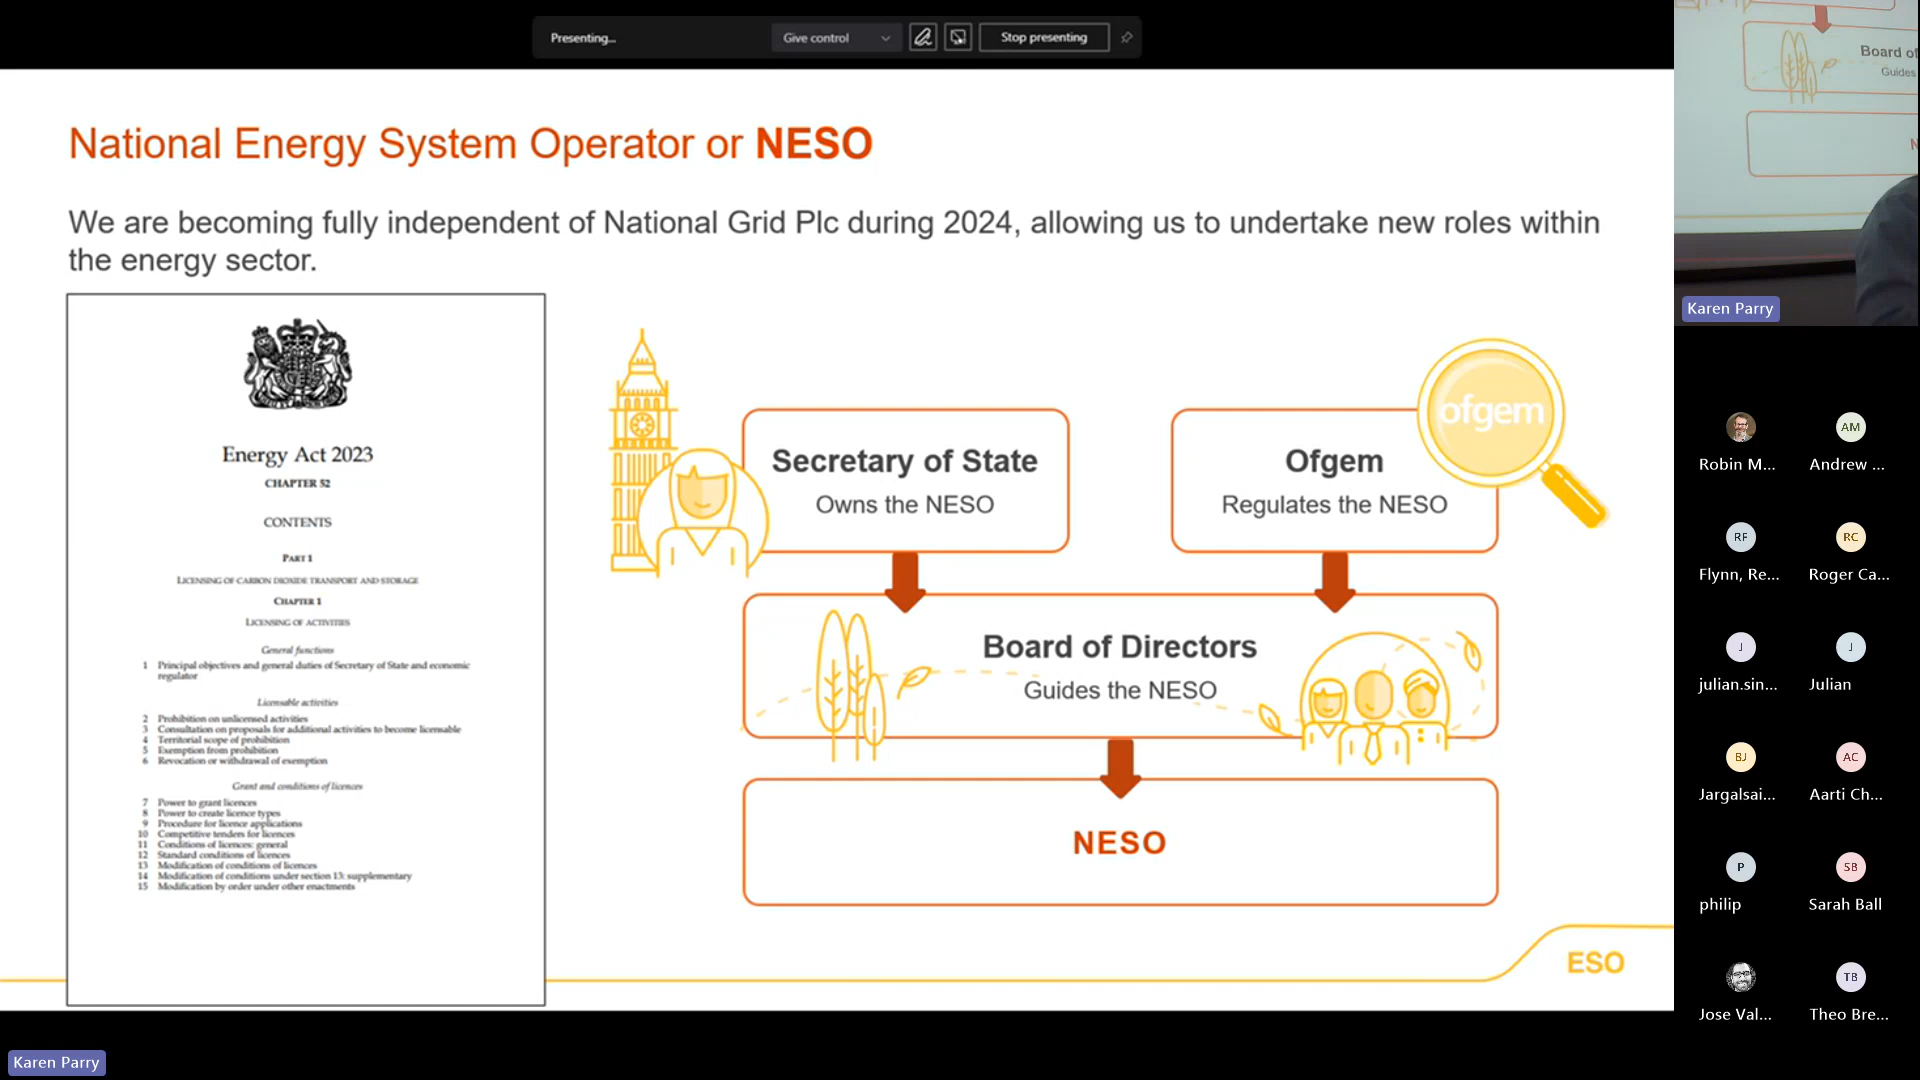 Presenting...
Give control
Stop presenting
National Energy System Operator or NESO
We are becoming fully independent of National Grid Plc during 2024, allowing us to undertake new roles within
the energy sector.
Energy Act 2023
CHAPTER 52
CONTENTS
PART 1
LICENSING OF CARBON DIOXIDE TRANSPORT AND STORAGE
CHAPTER 1
LICENSING OF ACTIVITIES
General functions
1 Principal objectives and general duties of Secretary of State and economic
regulator
Licensable activities
2 Prohibition on unlicensed activities
3 Consultation on proposals for additional activities to become licensable
4 Territorial scope of prohibition
5 Exemption from prohibition
6 Revocation or withdrawal of exemption
Grant and conditions of licences
7 Power to grant licences
8 Power to create licence types
9 Procedure for licence applications
10 Competitive tenders for licences
11 Conditions of licences: general
12 Standard conditions of licences
13 Modification of conditions of licences
14 Modification of conditions under section 13: supplementary
15 Modification by order under other enactments
Secretary of State
Owns the NESO
Ofgem
Regulates the NESO
ofgem
Board of Directors
Guides the NESO
NESO
ESO
Karen Parry
Board of
Guides
N
Karen Parry
Robin M...
AM
Andrew ...
RF
Flynn, Re...
RC
Roger Ca...
J
julian.sin...
J
Julian
BJ
Jargalsai...
AC
Aarti Ch...
P
philip
SB
Sarah Ball
Jose Val...
TB
Theo Bre...